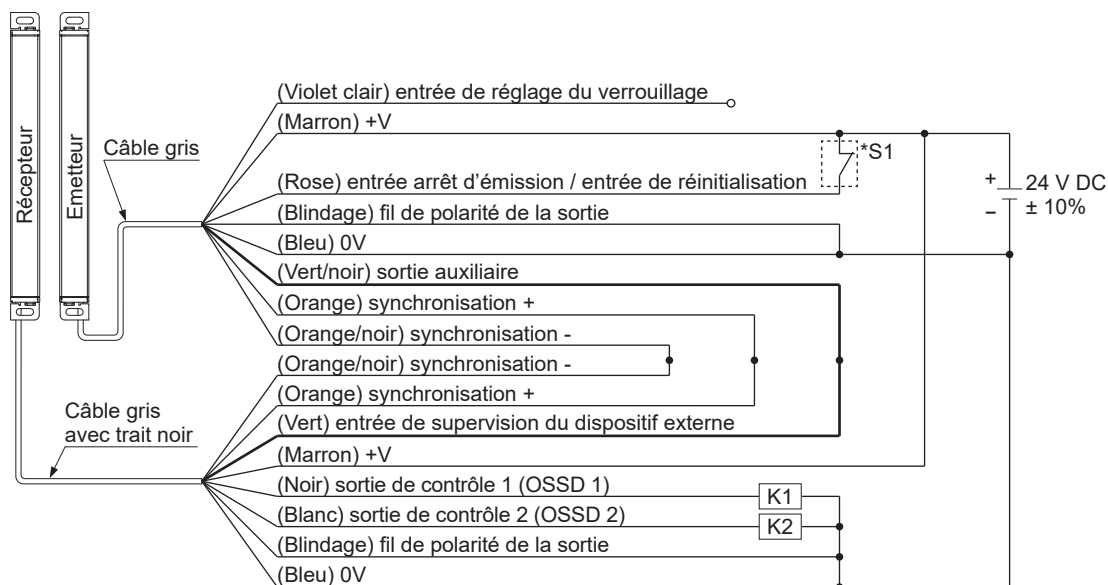 Récepteur
Emetteur
Câble gris
(Violet clair) entrée de réglage du verrouillage
(Marron) +V
*S1
(Rose) entrée arrêt d'émission / entrée de réinitialisation
+
24 V DC
–
± 10%
(Blindage) fil de polarité de la sortie
(Bleu) 0V
(Vert/noir) sortie auxiliaire
(Orange) synchronisation +
(Orange/noir) synchronisation -
(Orange/noir) synchronisation -
(Orange) synchronisation +
Câble gris
avec trait noir
(Vert) entrée de supervision du dispositif externe
(Marron) +V
(Noir) sortie de contrôle 1 (OSSD 1)
K1
(Blanc) sortie de contrôle 2 (OSSD 2)
K2
(Blindage) fil de polarité de la sortie
(Bleu) 0V